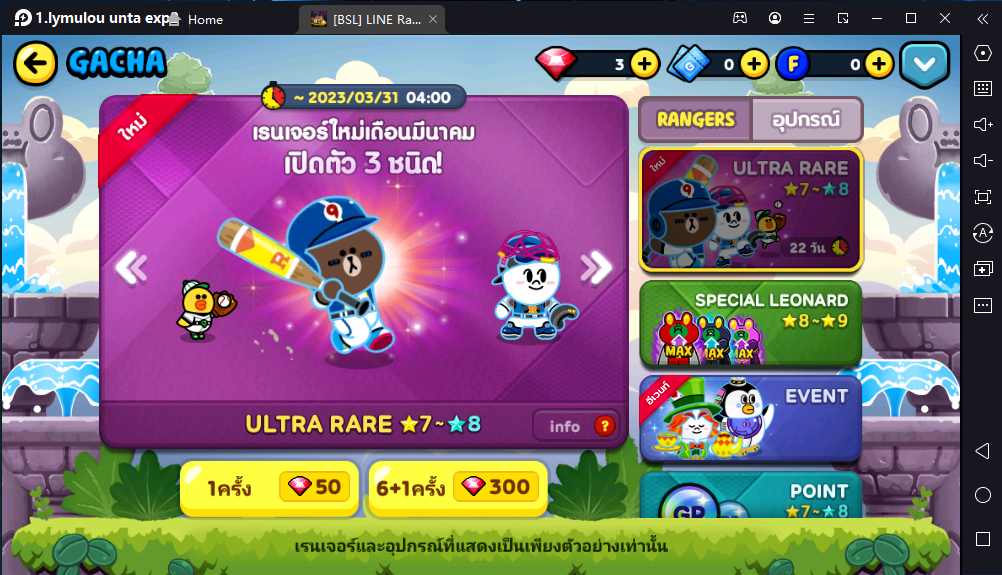 1.lymulou unta exp
Home
[BSL] LINE Ra...
GACHA
3
0
F
0
~ 2023/03/31 04:00
ใหม่
เรนเจอร์ใหม่เดือนมีนาคม
เปิดตัว 3 ชนิด!
ULTRA RARE ★7~★8
info ?
1ครั้ง 50
6+1ครั้ง 300
RANGERS
อุปกรณ์
ใหม่
ULTRA RARE
★7~★8
22 วัน
SPECIAL LEONARD
★8~★9
MAX
MAX
MAX
อีเวนท์
EVENT
POINT
★7~★8
GP
เรนเจอร์และอุปกรณ์ที่แสดงเป็นเพียงตัวอย่างเท่านั้น